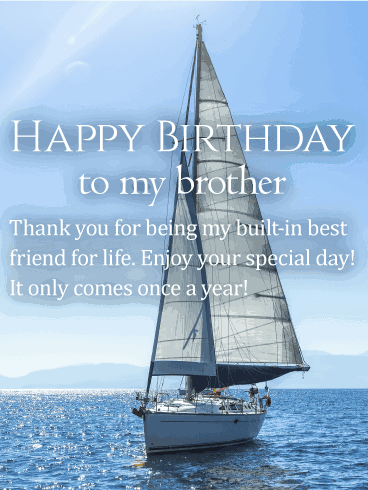 Happy Birthday
to my brother
Thank you for being my built-in best
friend for life. Enjoy your special day!
It only comes once a year!